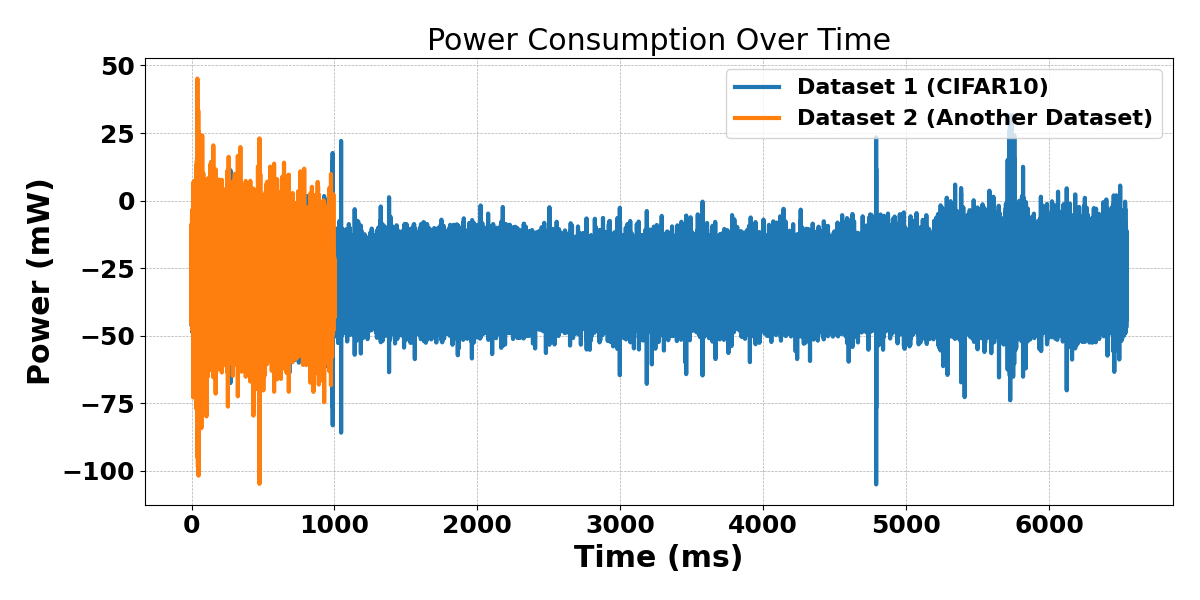 Power Consumption Over Time
Dataset 1 (CIFAR10)
Dataset 2 (Another Dataset)
Power (mW)
50
25
0
−25
−50
−75
−100
0 1000 2000 3000 4000 5000 6000
Time (ms)